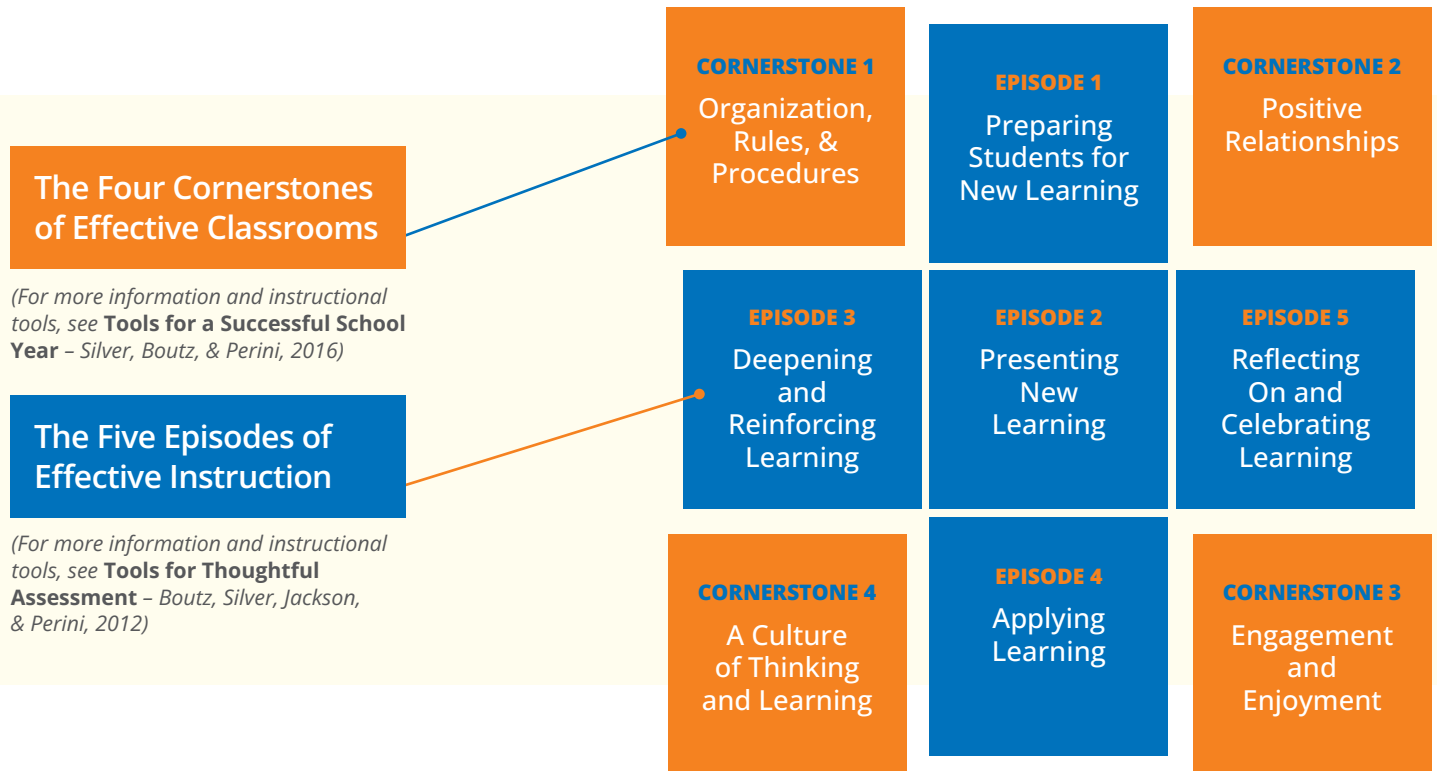 The Four Cornerstones
of Effective Classrooms
(For more information and instructional
tools, see Tools for a Successful School
Year – Silver, Boutz, & Perini, 2016)
The Five Episodes of
Effective Instruction
(For more information and instructional
tools, see Tools for Thoughtful
Assessment – Boutz, Silver, Jackson,
& Perini, 2012)
CORNERSTONE 1
Organization,
Rules, &
Procedures
EPISODE 1
Preparing
Students for
New Learning
CORNERSTONE 2
Positive
Relationships
EPISODE 3
Deepening
and
Reinforcing
Learning
EPISODE 2
Presenting
New
Learning
EPISODE 5
Reflecting
On and
Celebrating
Learning
CORNERSTONE 4
A Culture
of Thinking
and Learning
EPISODE 4
Applying
Learning
CORNERSTONE 3
Engagement
and
Enjoyment